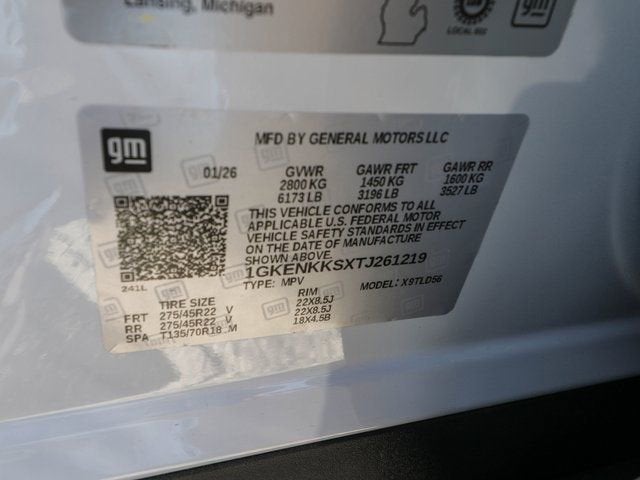 Lansing, Michigan
LOCAL 602
gm
gm
MFD BY GENERAL MOTORS LLC
01/26 GVWR GAWR FRT GAWR RR
2800 KG 1450 KG 1600 KG
6173 LB 3196 LB 3527 LB
THIS VEHICLE CONFORMS TO ALL
APPLICABLE U.S. FEDERAL MOTOR
VEHICLE SAFETY STANDARDS IN EFFECT
ON THE DATE OF MANUFACTURE
SHOWN ABOVE.
1GKENKKSXTJ261219
TYPE: MPV MODEL: X9TLD56
241L
TIRE SIZE RIM
FRT 275/45R22 V 22X8.5J
RR 275/45R22 V 22X8.5J
SPA T135/70R18 M 18X4.5B